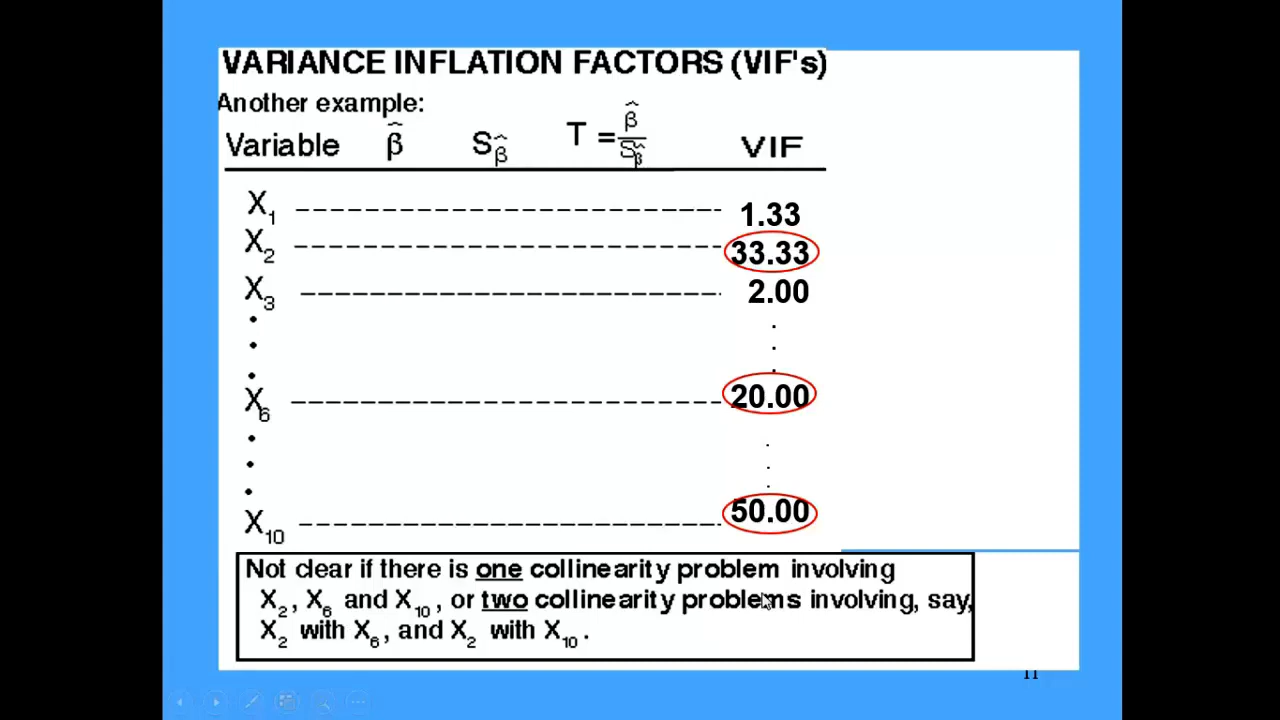 VARIANCE INFLATION FACTORS (VIF's)
Another example:
Variable β̂ S_β̂ T = β̂/S_β̂ VIF
X₁ 1.33
X₂ 33.33
X₃ 2.00
X₆ 20.00
X₁₀ 50.00
Not clear if there is one collinearity problem involving
X₂, X₆ and X₁₀, or two collinearity problems involving, say,
X₂ with X₆, and X₂ with X₁₀.
11